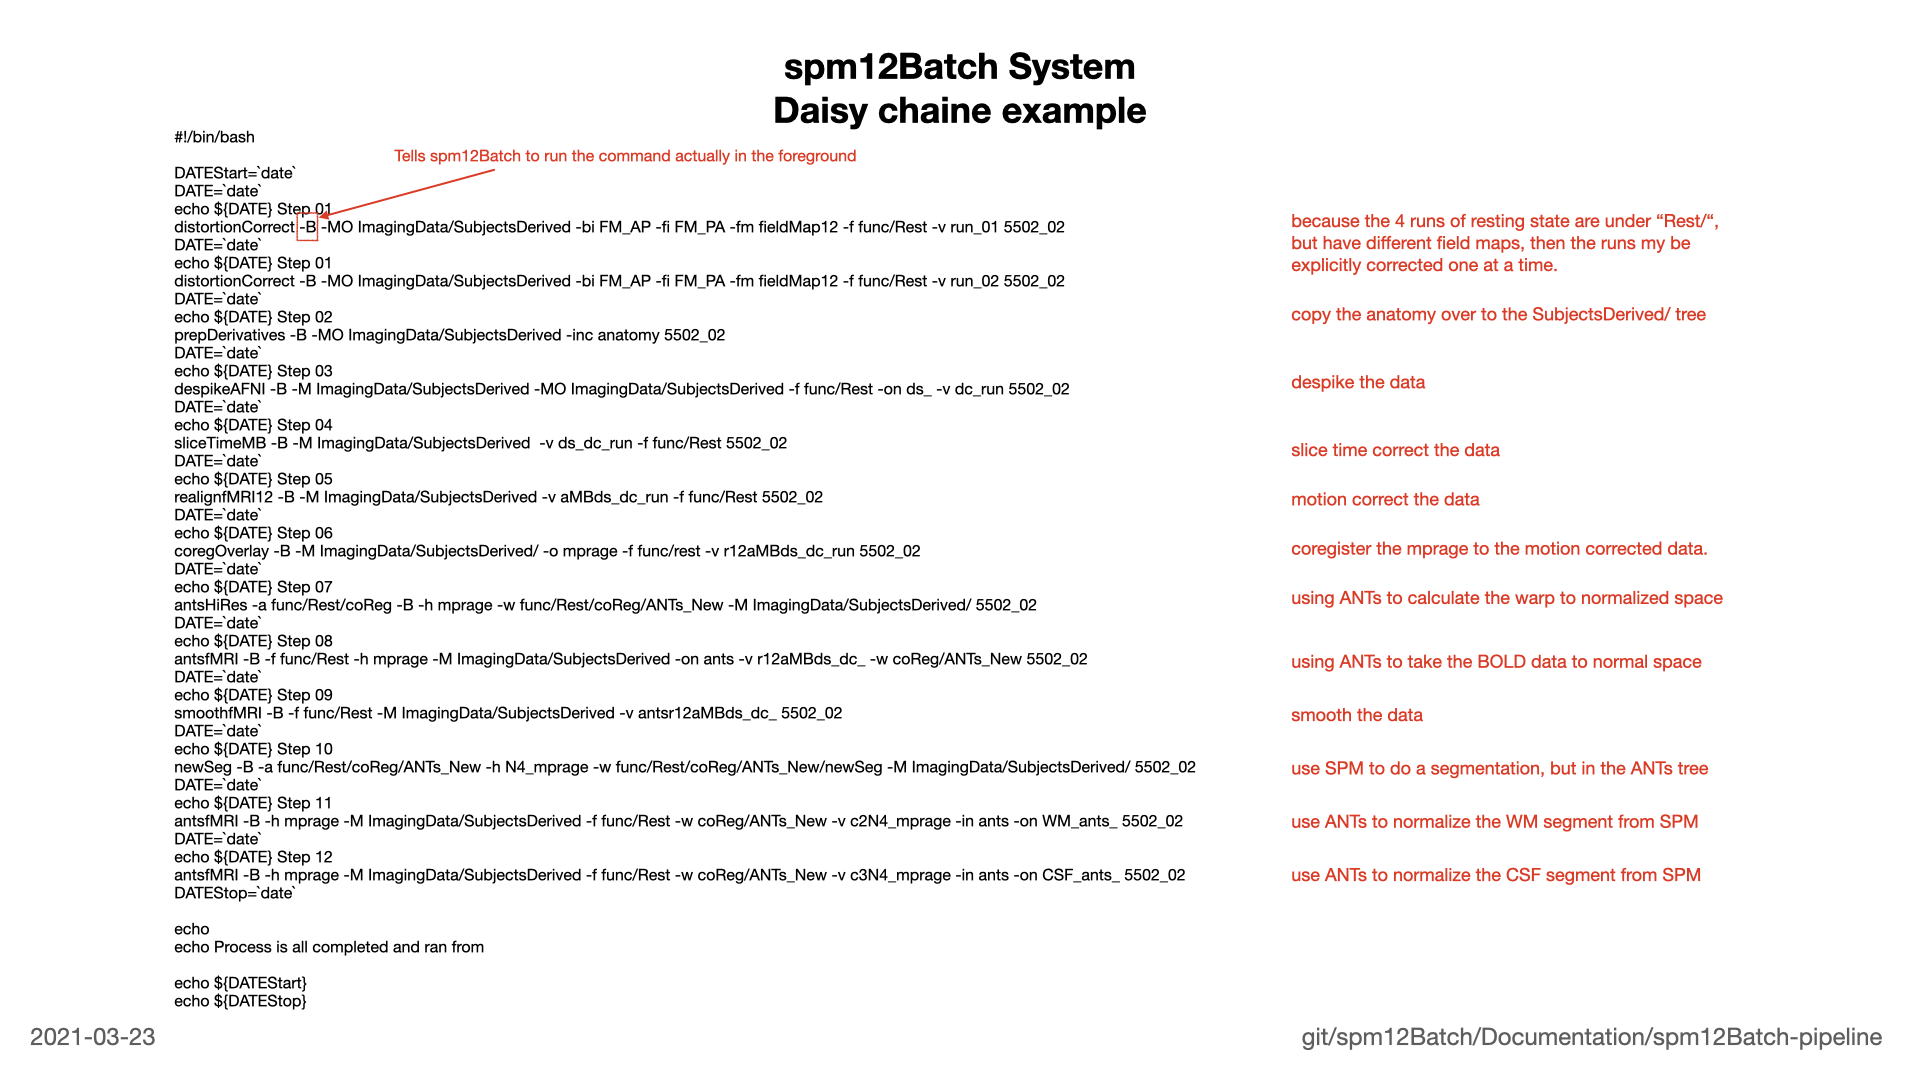 spm12Batch System
Daisy chaine example
#!/bin/bash
Tells spm12Batch to run the command actually in the foreground
DATEStart=`date`
DATE=`date`
echo ${DATE} Step 01
distortionCorrect -B -MO ImagingData/SubjectsDerived -bi FM_AP -fi FM_PA -fm fieldMap12 -f func/Rest -v run_01 5502_02
because the 4 runs of resting state are under “Rest/“,
but have different field maps, then the runs my be
explicitly corrected one at a time.
DATE=`date`
echo ${DATE} Step 01
distortionCorrect -B -MO ImagingData/SubjectsDerived -bi FM_AP -fi FM_PA -fm fieldMap12 -f func/Rest -v run_02 5502_02
DATE=`date`
echo ${DATE} Step 02
copy the anatomy over to the SubjectsDerived/ tree
prepDerivatives -B -MO ImagingData/SubjectsDerived -inc anatomy 5502_02
DATE=`date`
echo ${DATE} Step 03
despikeAFNI -B -M ImagingData/SubjectsDerived -MO ImagingData/SubjectsDerived -f func/Rest -on ds_ -v dc_run 5502_02
despike the data
DATE=`date`
echo ${DATE} Step 04
sliceTimeMB -B -M ImagingData/SubjectsDerived  -v ds_dc_run -f func/Rest 5502_02
slice time correct the data
DATE=`date`
echo ${DATE} Step 05
realignfMRI12 -B -M ImagingData/SubjectsDerived -v aMBds_dc_run -f func/Rest 5502_02
motion correct the data
DATE=`date`
echo ${DATE} Step 06
coregOverlay -B -M ImagingData/SubjectsDerived/ -o mprage -f func/rest -v r12aMBds_dc_run 5502_02
coregister the mprage to the motion corrected data.
DATE=`date`
echo ${DATE} Step 07
antsHiRes -a func/Rest/coReg -B -h mprage -w func/Rest/coReg/ANTs_New -M ImagingData/SubjectsDerived/ 5502_02
using ANTs to calculate the warp to normalized space
DATE=`date`
echo ${DATE} Step 08
antsfMRI -B -f func/Rest -h mprage -M ImagingData/SubjectsDerived -on ants -v r12aMBds_dc_ -w coReg/ANTs_New 5502_02
using ANTs to take the BOLD data to normal space
DATE=`date`
echo ${DATE} Step 09
smoothfMRI -B -f func/Rest -M ImagingData/SubjectsDerived -v antsr12aMBds_dc_ 5502_02
smooth the data
DATE=`date`
echo ${DATE} Step 10
newSeg -B -a func/Rest/coReg/ANTs_New -h N4_mprage -w func/Rest/coReg/ANTs_New/newSeg -M ImagingData/SubjectsDerived/ 5502_02
use SPM to do a segmentation, but in the ANTs tree
DATE=`date`
echo ${DATE} Step 11
antsfMRI -B -h mprage -M ImagingData/SubjectsDerived -f func/Rest -w coReg/ANTs_New -v c2N4_mprage -in ants -on WM_ants_ 5502_02
use ANTs to normalize the WM segment from SPM
DATE=`date`
echo ${DATE} Step 12
antsfMRI -B -h mprage -M ImagingData/SubjectsDerived -f func/Rest -w coReg/ANTs_New -v c3N4_mprage -in ants -on CSF_ants_ 5502_02
use ANTs to normalize the CSF segment from SPM
DATEStop=`date`
echo
echo Process is all completed and ran from
echo ${DATEStart}
echo ${DATEStop}
2021-03-23
git/spm12Batch/Documentation/spm12Batch-pipeline